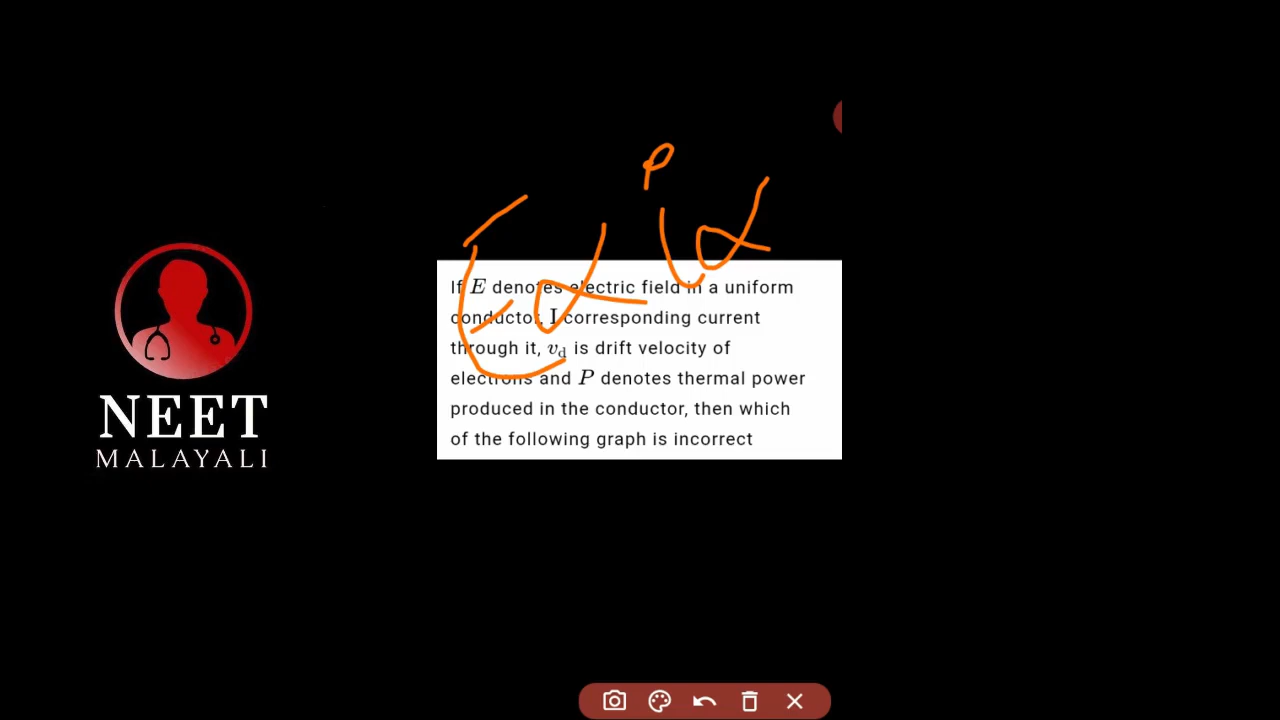 P
E α i α
If E denotes electric field in a uniform
conductor, I corresponding current
through it, v_d is drift velocity of
electrons and P denotes thermal power
produced in the conductor, then which
of the following graph is incorrect
NEET
MALAYALI